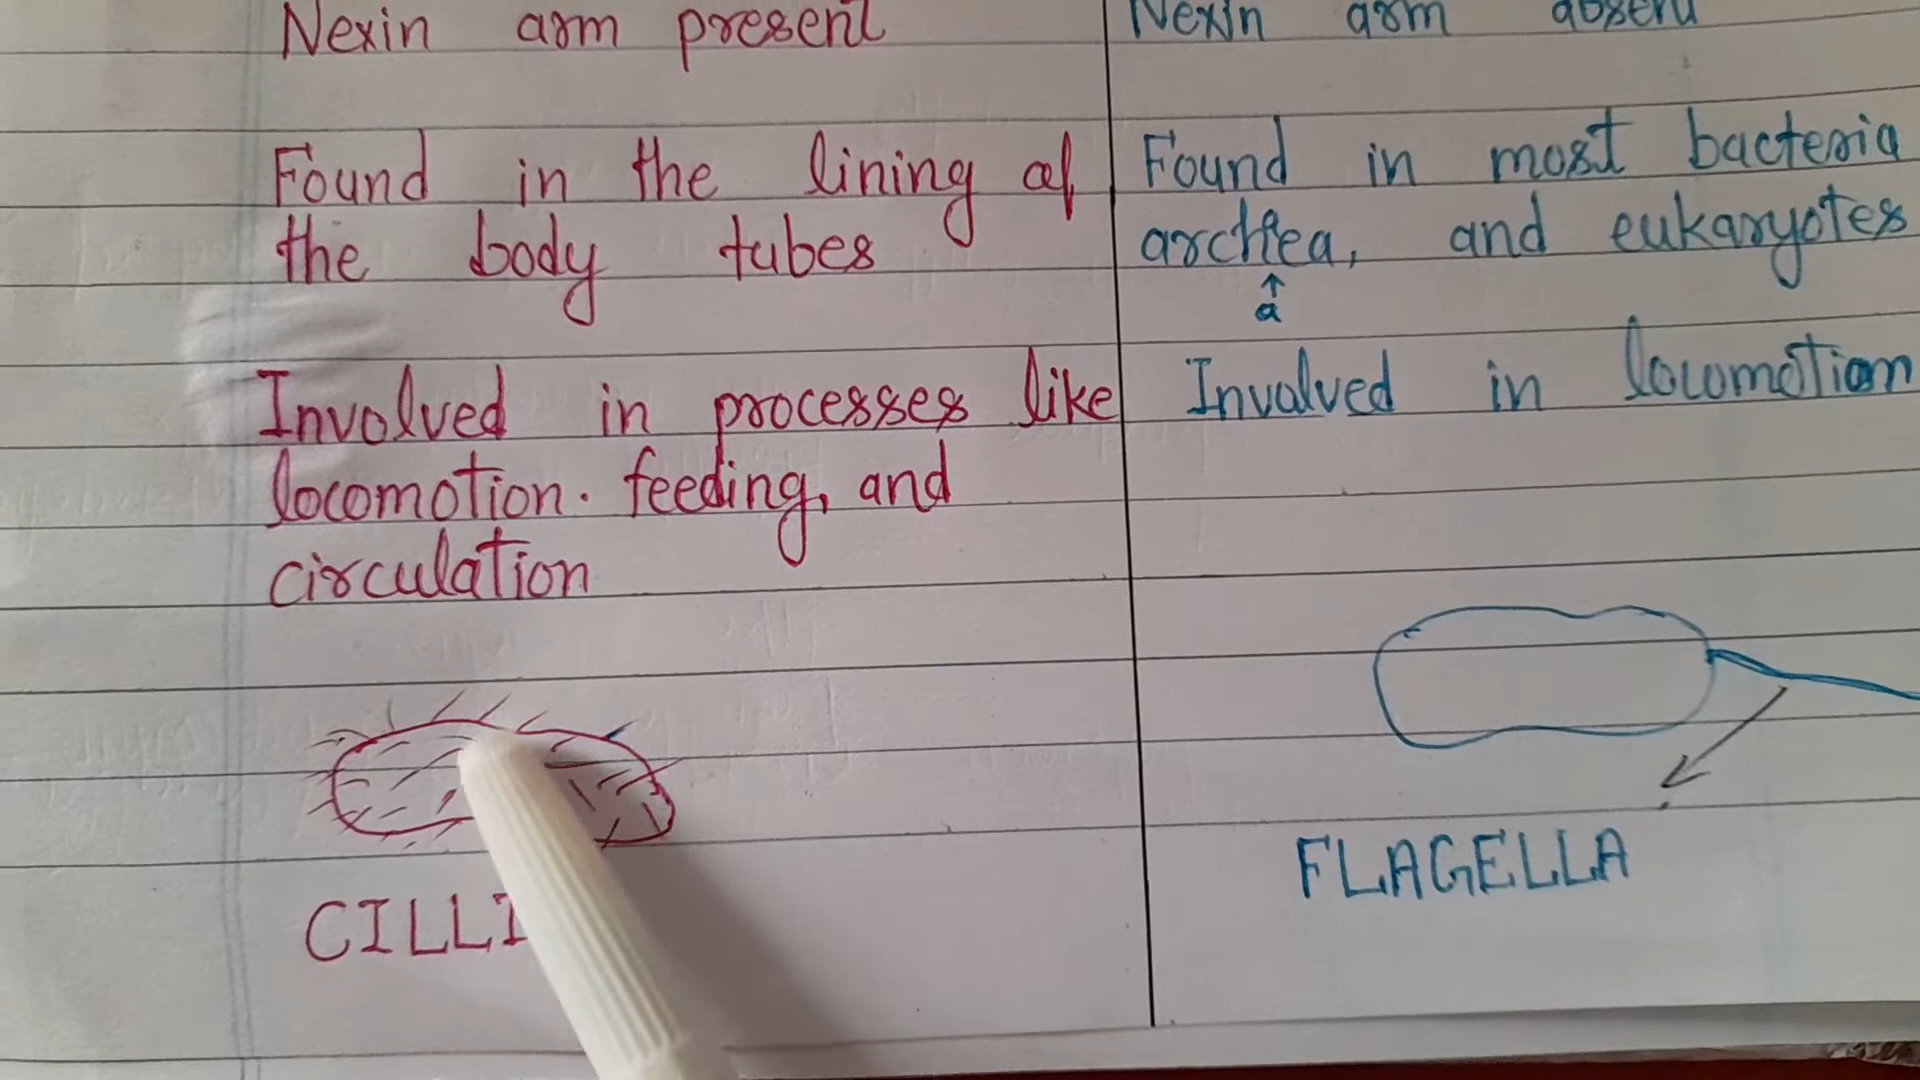 Nexin arm present
Found in the lining of
the body tubes
Involved in processes like
locomotion. feeding, and
circulation
CILLI
Nexin arm absent
Found in most bacteria
archea, and eukaryotes
↑
a
Involved in locomotion
FLAGELLA